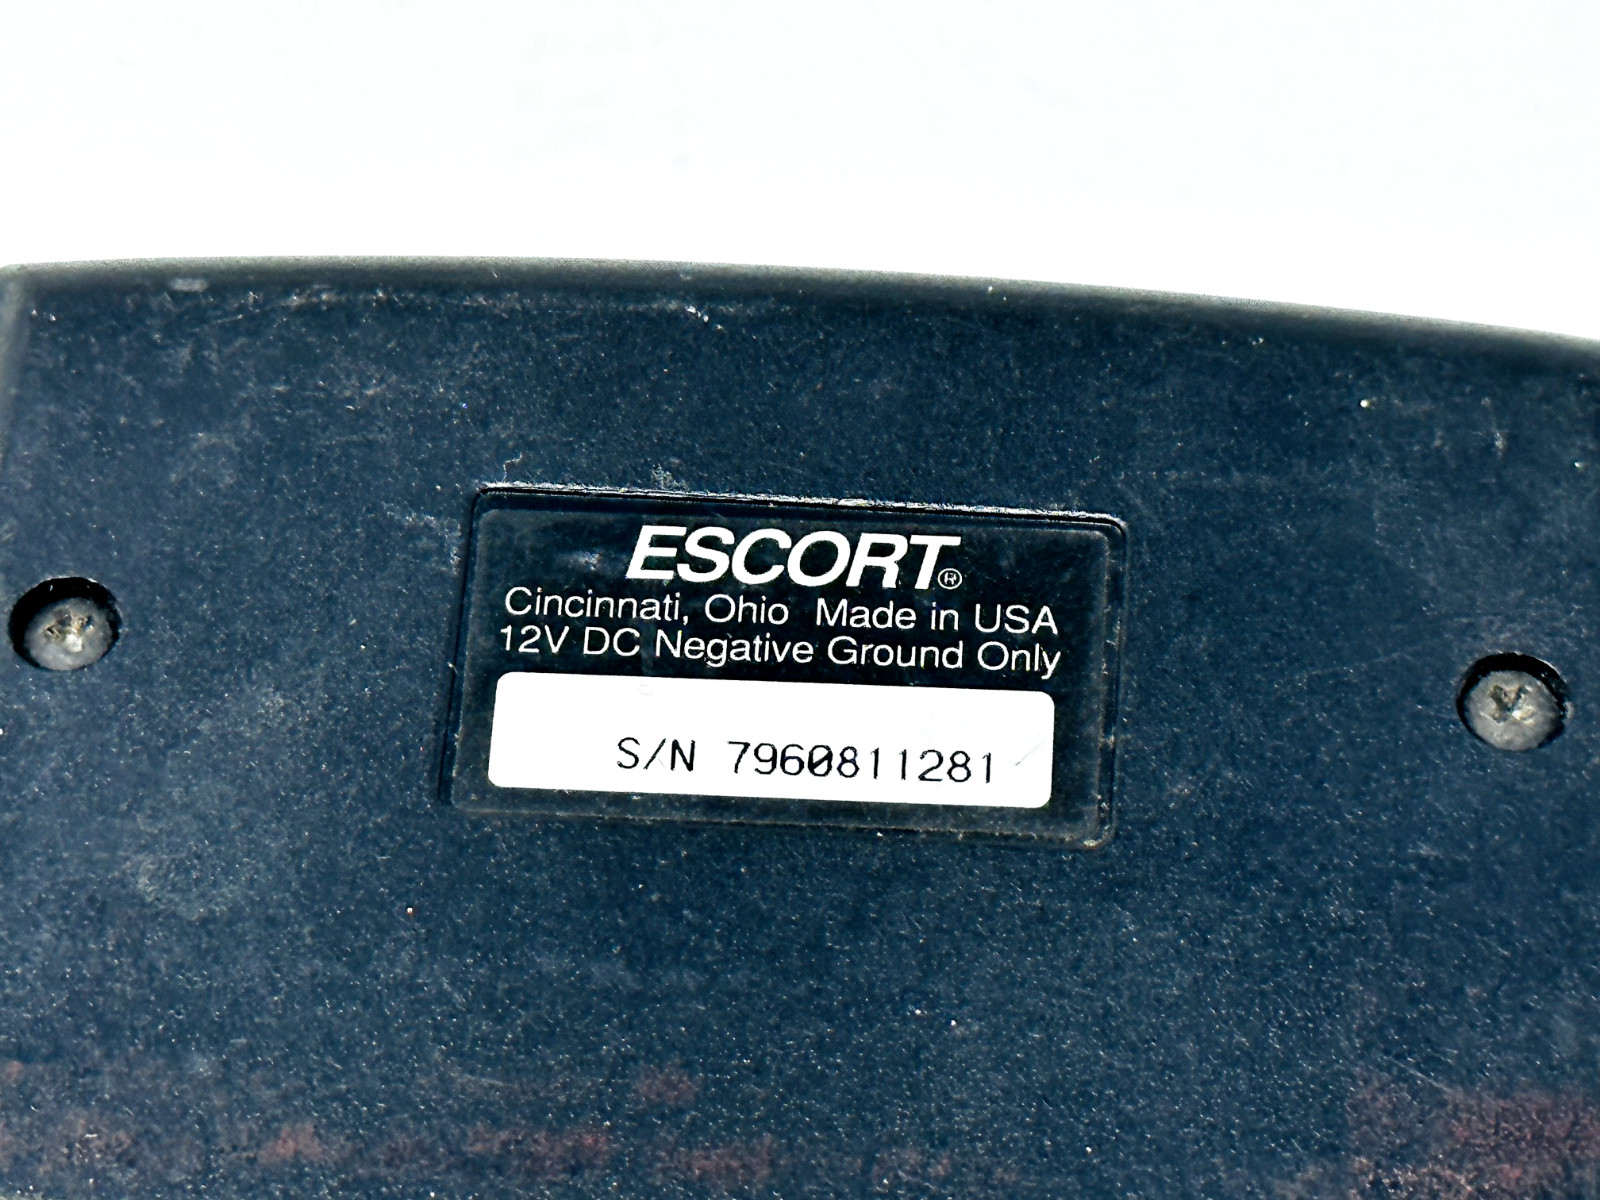 ESCORT®
Cincinnati, Ohio Made in USA
12V DC Negative Ground Only
S/N 7960811281